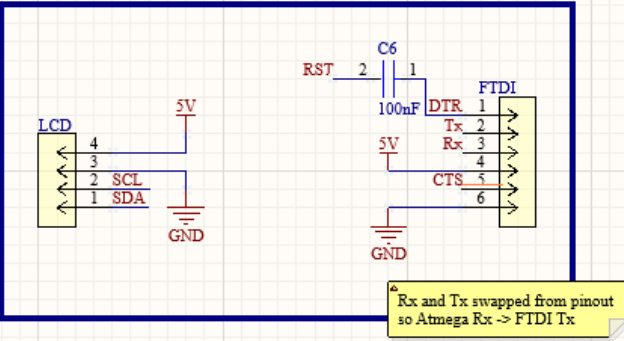 C6
RST 2 1
100nF
FTDI
DTR 1
Tx 2
Rx 3
5V 4
CTS 5
6
GND
5V
LCD
4
3
2 SCL
1 SDA
GND
Rx and Tx swapped from pinout
so Atmega Rx -> FTDI Tx